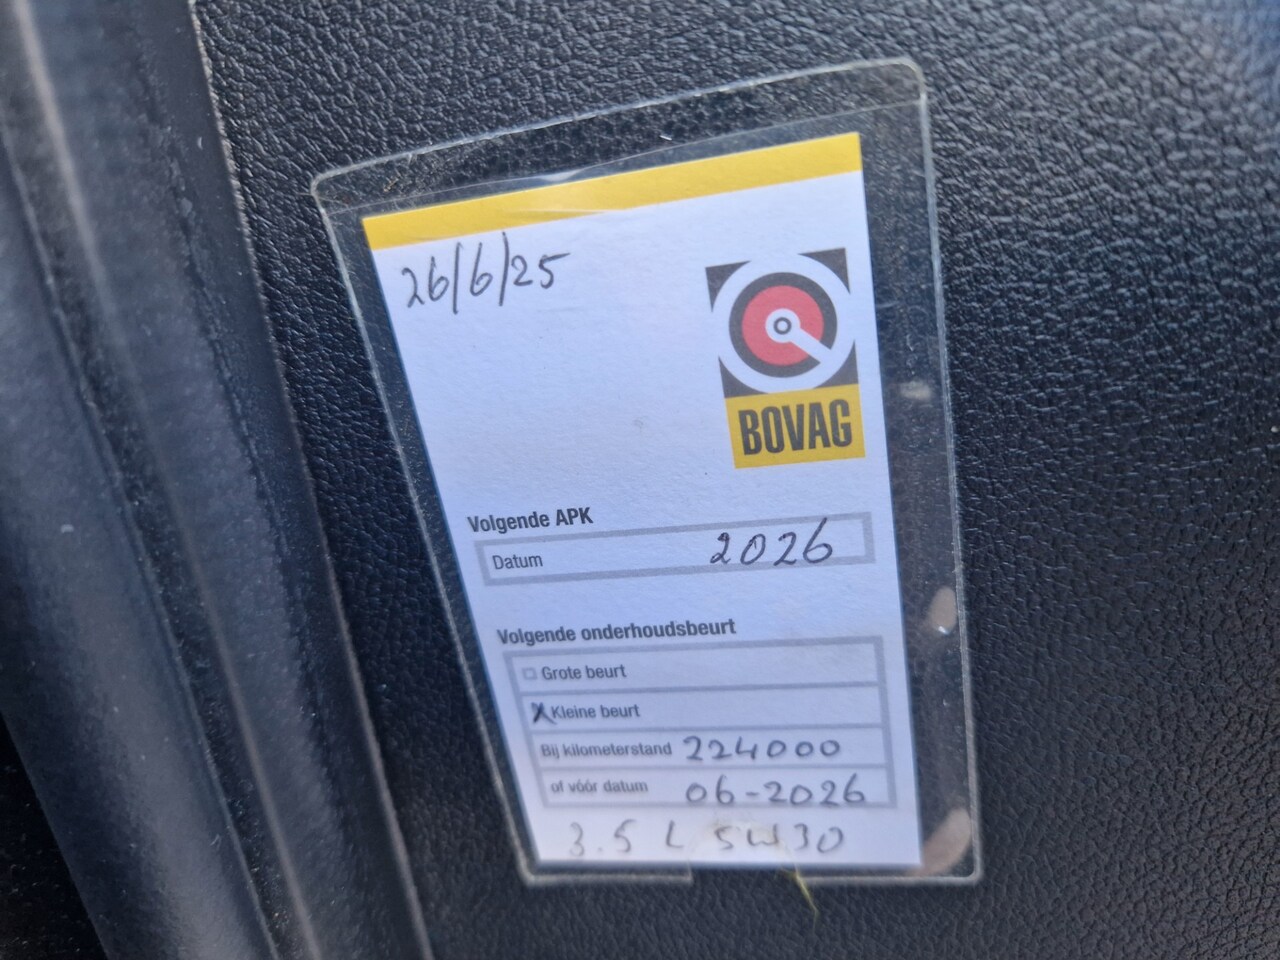 26/6/25
BOVAG
Volgende APK
Datum 2026
Volgende onderhoudsbeurt
Grote beurt
X Kleine beurt
Bij kilometerstand 224000
of vóór datum 06-2026
3.5 L 5W30